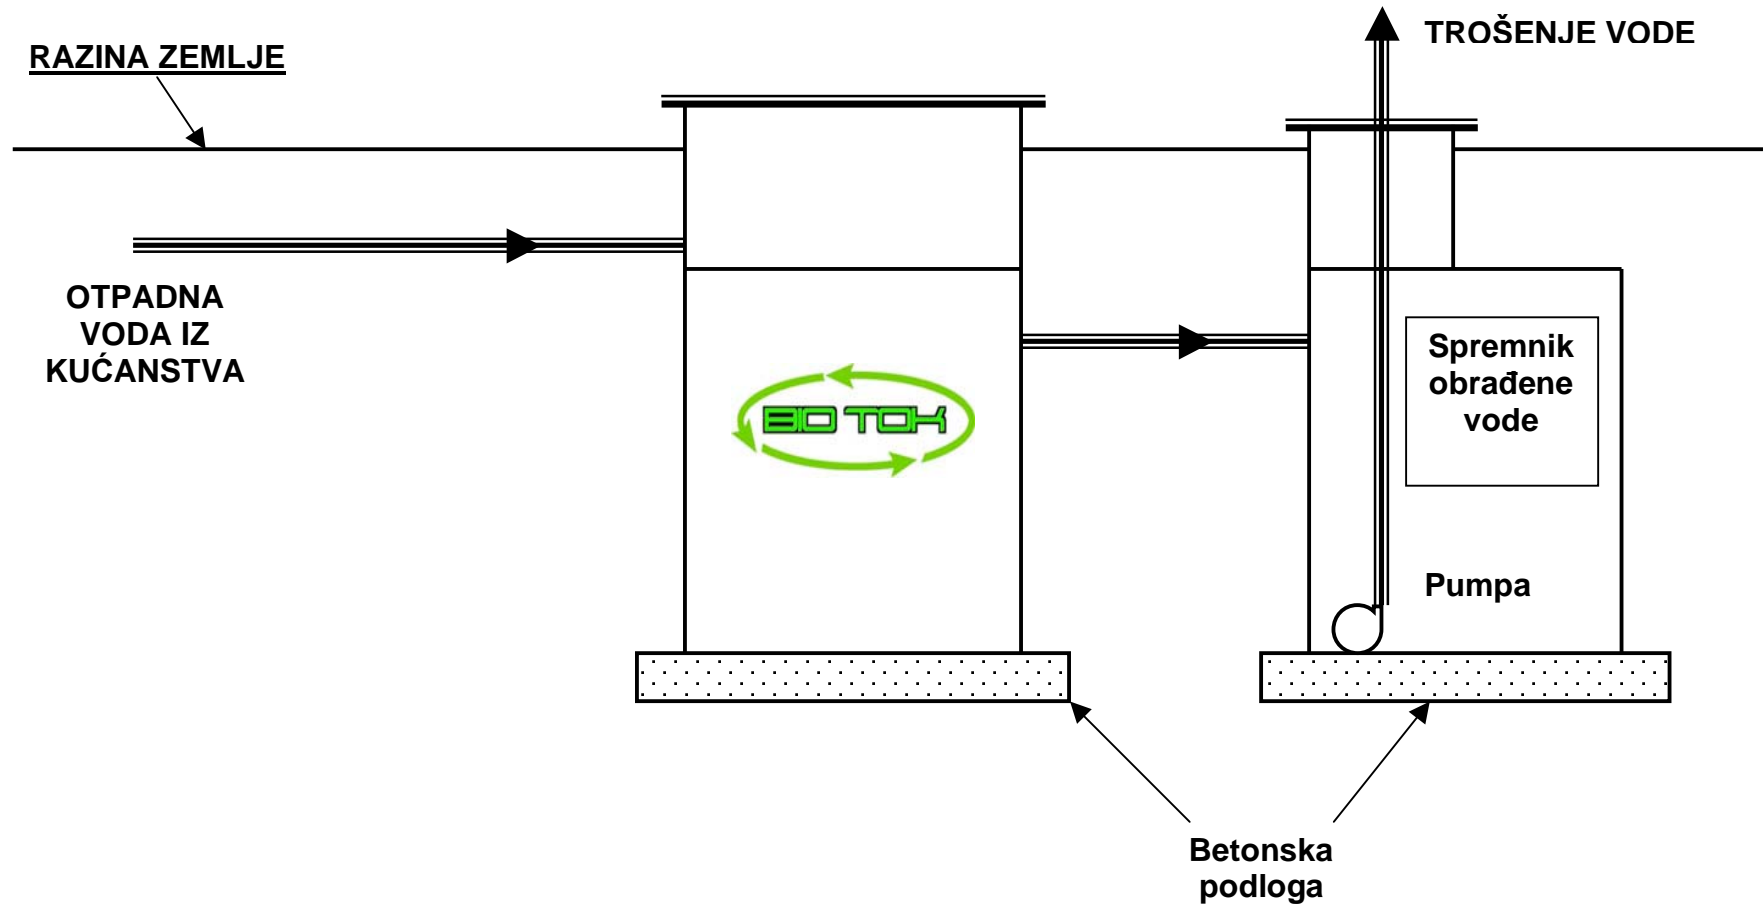 TROŠENJE VODE
RAZINA ZEMLJE
OTPADNA
VODA IZ
KUĆANSTVA
BIO TOK
Spremnik
obrađene
vode
Pumpa
Betonska
podloga